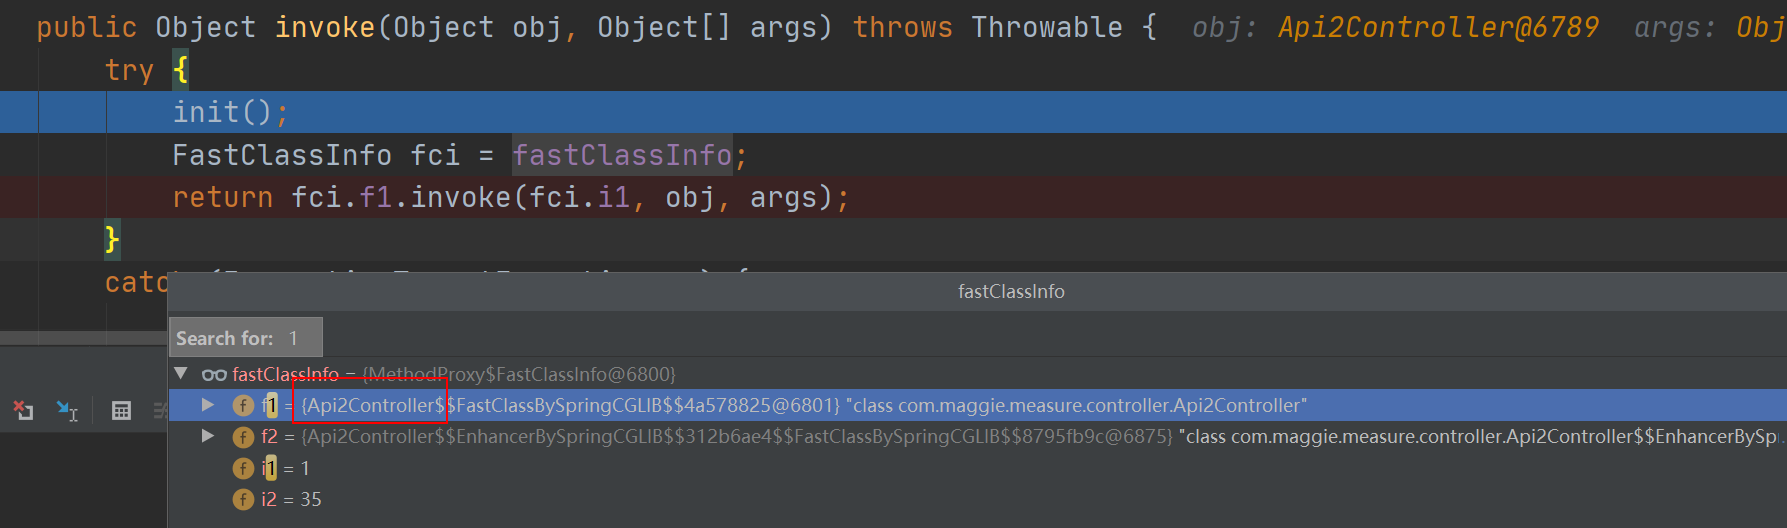 public Object invoke(Object obj, Object[] args) throws Throwable {  obj: Api2Controller@6789  args: Obj
try {
init();
FastClassInfo fci = fastClassInfo;
return fci.f1.invoke(fci.i1, obj, args);
}
fastClassInfo
Search for: 1
fastClassInfo = {MethodProxy$FastClassInfo@6800}
f1 = {Api2Controller$$FastClassBySpringCGLIB$$4a578825@6801} "class com.maggie.measure.controller.Api2Controller"
f2 = {Api2Controller$$EnhancerBySpringCGLIB$$312b6ae4$$FastClassBySpringCGLIB$$8795fb9c@6875} "class com.maggie.measure.controller.Api2Controller$$EnhancerBySp
i1 = 1
i2 = 35